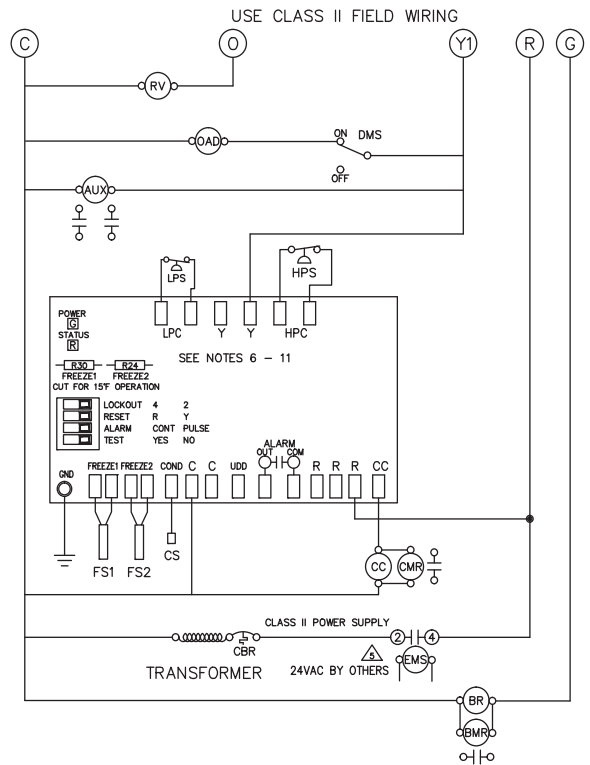 USE CLASS II FIELD WIRING
C O Y1 R G
RV
OAD ON DMS
OFF
AUX
LPS HPS
POWER
G
STATUS
R
LPC Y Y HPC
SEE NOTES 6 - 11
R30 R24
FREEZE1 FREEZE2
CUT FOR 15°F OPERATION
LOCKOUT 4 2
RESET R Y
ALARM CONT PULSE
TEST YES NO
ALARM
OUT COM
GND FREEZE1 FREEZE2 COND C C UDD R R R CC
CS
FS1 FS2
CC CMR
CLASS II POWER SUPPLY
2 4
CBR
5
EMS
TRANSFORMER 24VAC BY OTHERS
BR
BMR